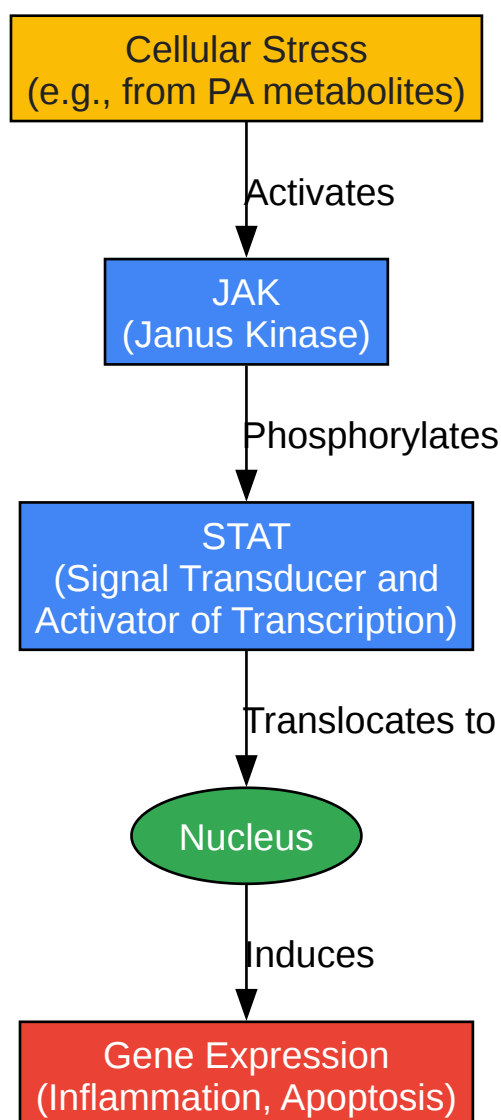 Cellular Stress
(e.g., from PA metabolites)
Activates
JAK
(Janus Kinase)
Phosphorylates
STAT
(Signal Transducer and
Activator of Transcription)
Translocates to
Nucleus
Induces
Gene Expression
(Inflammation, Apoptosis)